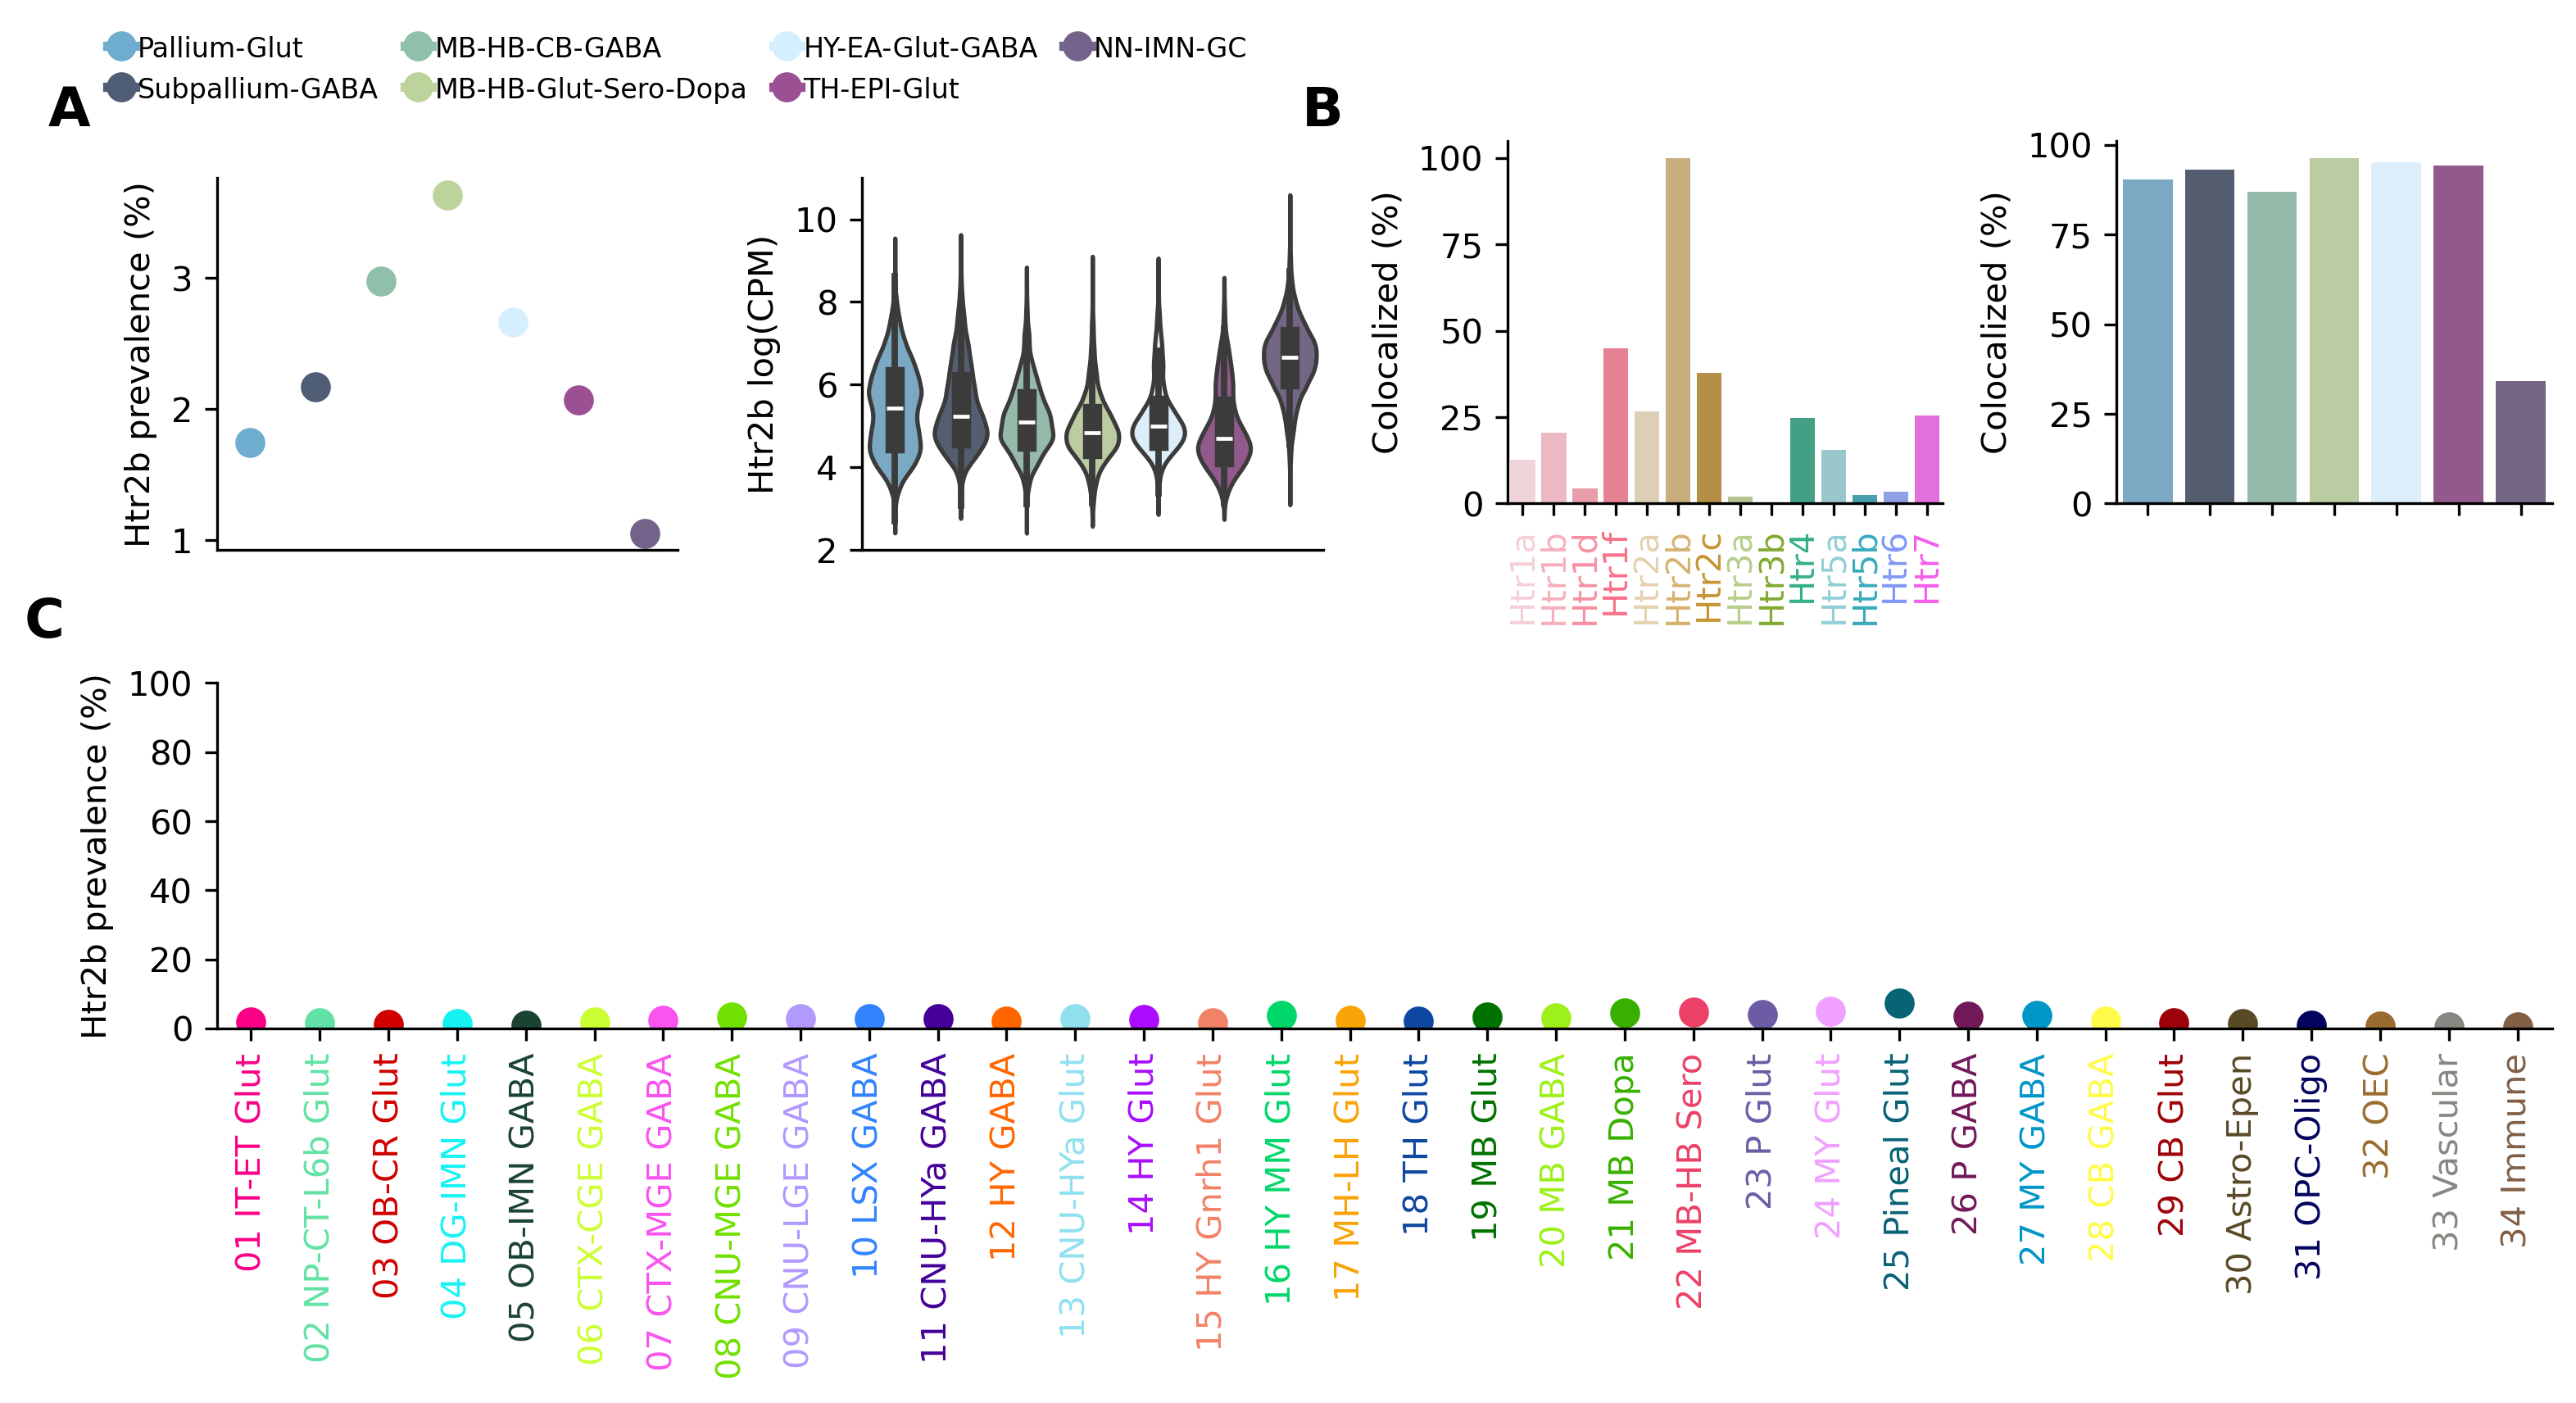 Pallium-Glut
MB-HB-CB-GABA
HY-EA-Glut-GABA
NN-IMN-GC
Subpallium-GABA
MB-HB-Glut-Sero-Dopa
TH-EPI-Glut
A
Htr2b prevalence (%)
3
2
1
Htr2b log(CPM)
10
8
6
4
2
B
Colocalized (%)
100
75
50
25
0
Htr1a
Htr1b
Htr1d
Htr1f
Htr2a
Htr2b
Htr2c
Htr3a
Htr3b
Htr4
Htr5a
Htr5b
Htr6
Htr7
Colocalized (%)
100
75
50
25
0
C
Htr2b prevalence (%)
100
80
60
40
20
0
01 IT-ET Glut
02 NP-CT-L6b Glut
03 OB-CR Glut
04 DG-IMN Glut
05 OB-IMN GABA
06 CTX-CGE GABA
07 CTX-MGE GABA
08 CNU-MGE GABA
09 CNU-LGE GABA
10 LSX GABA
11 CNU-HYa GABA
12 HY GABA
13 CNU-HYa Glut
14 HY Glut
15 HY Gnrh1 Glut
16 HY MM Glut
17 MH-LH Glut
18 TH Glut
19 MB Glut
20 MB GABA
21 MB Dopa
22 MB-HB Sero
23 P Glut
24 MY Glut
25 Pineal Glut
26 P GABA
27 MY GABA
28 CB GABA
29 CB Glut
30 Astro-Epen
31 OPC-Oligo
32 OEC
33 Vascular
34 Immune